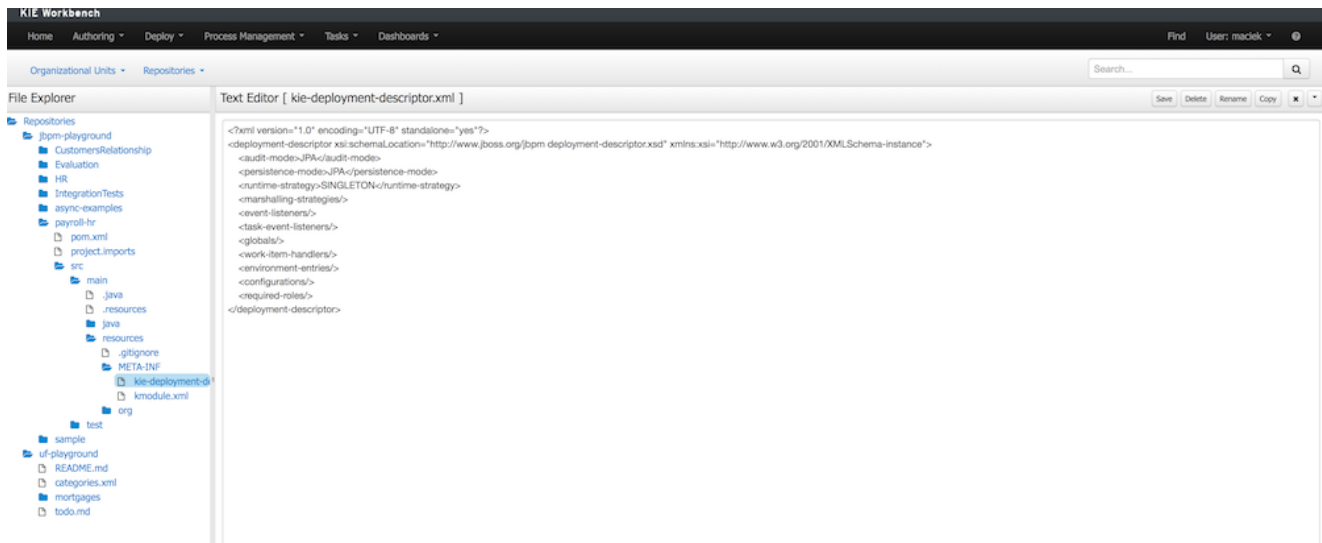 KIE Workbench
Home Authoring Deploy Process Management Tasks Dashboards Find User: maciek
Organizational Units Repositories Search...
File Explorer
Text Editor [ kie-deployment-descriptor.xml ]
Save Delete Rename Copy
Repositories
jbpm-playground
CustomersRelationship
Evaluation
HR
IntegrationTests
async-examples
payroll-hr
pom.xml
project.imports
src
main
.java
.resources
java
resources
.gitignore
META-INF
kie-deployment-de
kmodule.xml
org
test
sample
uf-playground
README.md
categories.xml
mortgages
todo.md
<?xml version="1.0" encoding="UTF-8" standalone="yes"?>
<deployment-descriptor xsi:schemaLocation="http://www.jboss.org/jbpm deployment-descriptor.xsd" xmlns:xsi="http://www.w3.org/2001/XMLSchema-instance">
<audit-mode>JPA</audit-mode>
<persistence-mode>JPA</persistence-mode>
<runtime-strategy>SINGLETON</runtime-strategy>
<marshalling-strategies/>
<event-listeners/>
<task-event-listeners/>
<globals/>
<work-item-handlers/>
<environment-entries/>
<configurations/>
<required-roles/>
</deployment-descriptor>